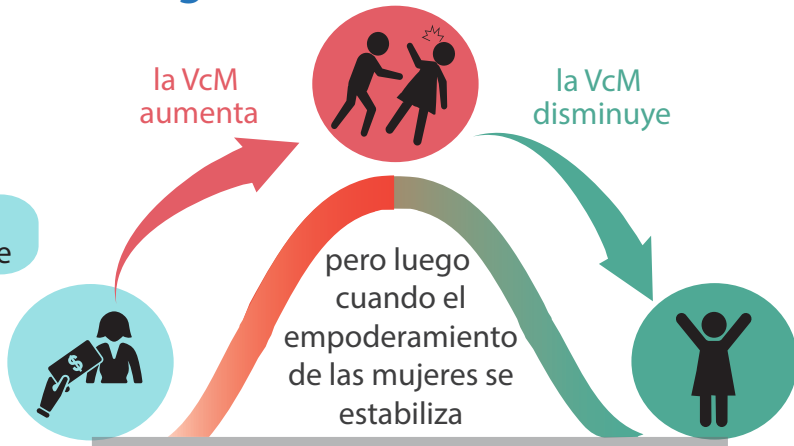 la VcM
aumenta
la VcM
disminuye
pero luego
cuando el
empoderamiento
de las mujeres se
estabiliza
$